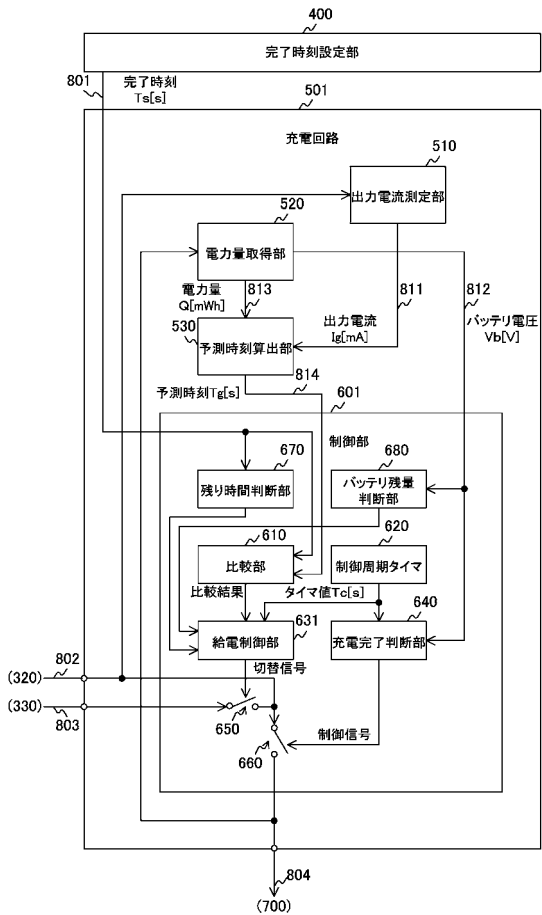 400
完了時刻設定部
801
完了時刻
Ts[s]
501
充電回路
510
出力電流測定部
520
電力量取得部
電力量
Q[mWh]
813
811
812
出力電流
Ig[mA]
バッテリ電圧
Vb[V]
530
予測時刻算出部
予測時刻Tg[s]
814
601
制御部
670
残り時間判断部
680
バッテリ残量
判断部
610
比較部
620
制御周期タイマ
比較結果
タイマ値Tc[s]
631
給電制御部
640
充電完了判断部
切替信号
(320)
802
(330)
803
650
660
制御信号
804
(700)